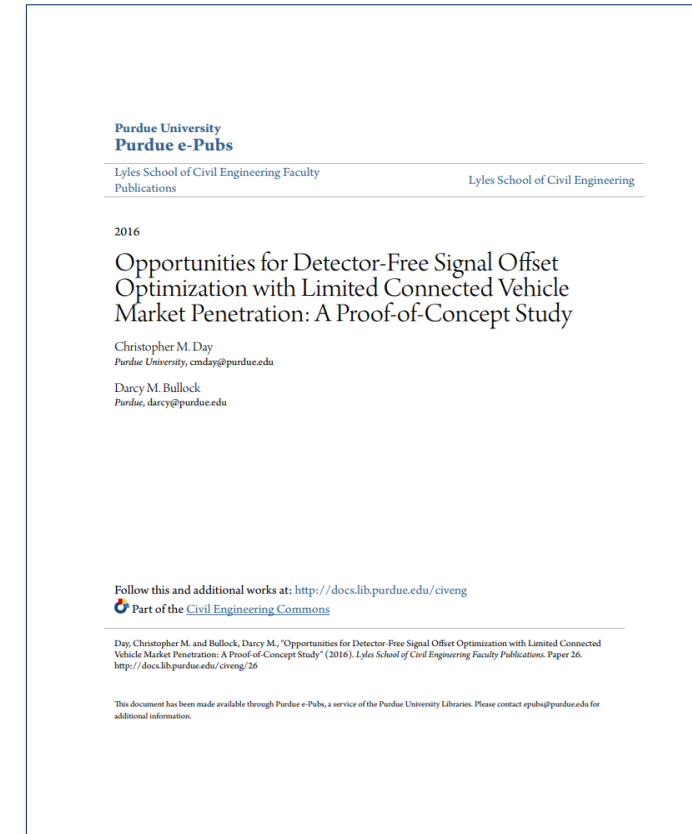 Purdue University
Purdue e-Pubs
Lyles School of Civil Engineering Faculty
Publications
Lyles School of Civil Engineering
2016
Opportunities for Detector-Free Signal Offset
Optimization with Limited Connected Vehicle
Market Penetration: A Proof-of-Concept Study
Christopher M. Day
Purdue University, cmday@purdue.edu
Darcy M. Bullock
Purdue, darcy@purdue.edu
Follow this and additional works at: http://docs.lib.purdue.edu/civeng
Part of the Civil Engineering Commons
Day, Christopher M. and Bullock, Darcy M., "Opportunities for Detector-Free Signal Offset Optimization with Limited Connected
Vehicle Market Penetration: A Proof-of-Concept Study" (2016). Lyles School of Civil Engineering Faculty Publications. Paper 26.
http://docs.lib.purdue.edu/civeng/26
This document has been made available through Purdue e-Pubs, a service of the Purdue University Libraries. Please contact epubs@purdue.edu for
additional information.